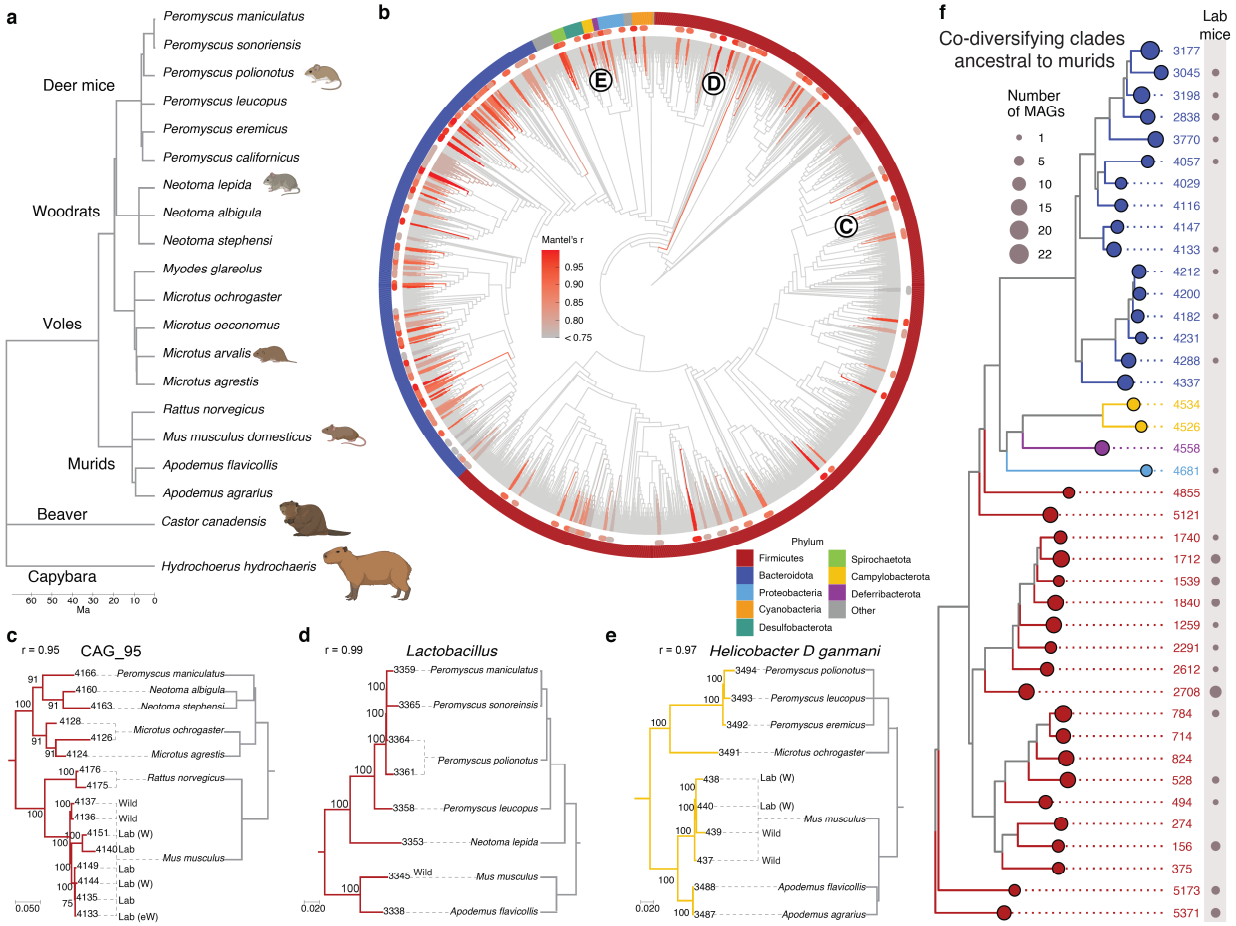 a
Peromyscus maniculatus
Peromyscus sonoriensis
Peromyscus polionotus
Deer mice
Peromyscus leucopus
Peromyscus eremicus
Peromyscus californicus
Neotoma lepida
Woodrats
Neotoma albigula
Neotoma stephensi
Myodes glareolus
Microtus ochrogaster
Voles
Microtus oeconomus
Microtus arvalis
Microtus agrestis
Rattus norvegicus
Mus musculus domesticus
Murids
Apodemus flavicollis
Apodemus agrarius
Beaver
Castor canadensis
Hydrochoerus hydrochaeris
Capybara
60 50 40 30 20 10 0
Ma
b
E
D
C
Mantel's r
0.95
0.90
0.85
0.80
< 0.75
Phylum
Firmicutes
Bacteroidota
Proteobacteria
Cyanobacteria
Desulfobacterota
Spirochaetota
Campylobacterota
Deferribacterota
Other
c
r = 0.95
CAG_95
4166 Peromyscus maniculatus
91
4160 Neotoma albigula
91
4163 Neotoma stephensi
100
4128
Microtus ochrogaster
91
4126
91
4124 Microtus agrestis
100
4176
Rattus norvegicus
4175
100
100
4137 Wild
4136 Wild
100
4151 Lab (W)
4140 Lab
Mus musculus
100
4149 Lab
100
4144 Lab (W)
75
4135 Lab
4133 Lab (eW)
0.050
d
r = 0.99
Lactobacillus
3359 Peromyscus maniculatus
100
3365 Peromyscus sonoreinsis
100
100
3364
Peromyscus polionotus
3361
100
3358 Peromyscus leucopus
100
3353 Neotoma lepida
3345 Wild Mus musculus
100
3338 Apodemus flavicollis
0.020
e
r = 0.97
Helicobacter D ganmani
3494 Peromyscus polionotus
100
3493 Peromyscus leucopus
100
3492 Peromyscus eremicus
100
3491 Microtus ochrogaster
438 Lab (W)
100
440 Lab (W)
100
Mus musculus
439 Wild
100
437 Wild
100
3488 Apodemus flavicollis
100
3487 Apodemus agrarius
0.020
f
Co-diversifying clades
ancestral to murids
Lab
mice
Number
of MAGs
1
5
10
15
20
22
3177
3045
3198
2838
3770
4057
4029
4116
4147
4133
4212
4200
4182
4231
4288
4337
4534
4526
4558
4681
4855
5121
1740
1712
1539
1840
1259
2291
2612
2708
784
714
824
528
494
274
156
375
5173
5371